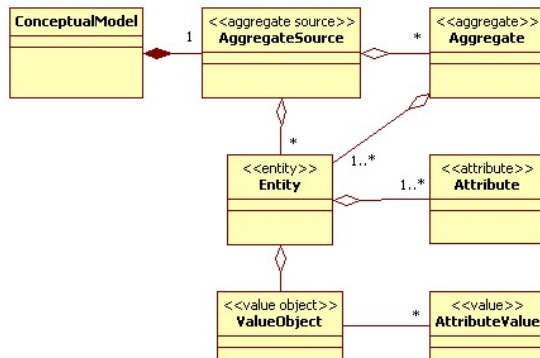 ConceptualModel
1
<<aggregate source>>
AggregateSource
*
<<aggregate>>
Aggregate
*
1..*
<<entity>>
Entity
1..*
<<attribute>>
Attribute
<<value object>>
ValueObject
*
<<value>>
AttributeValue